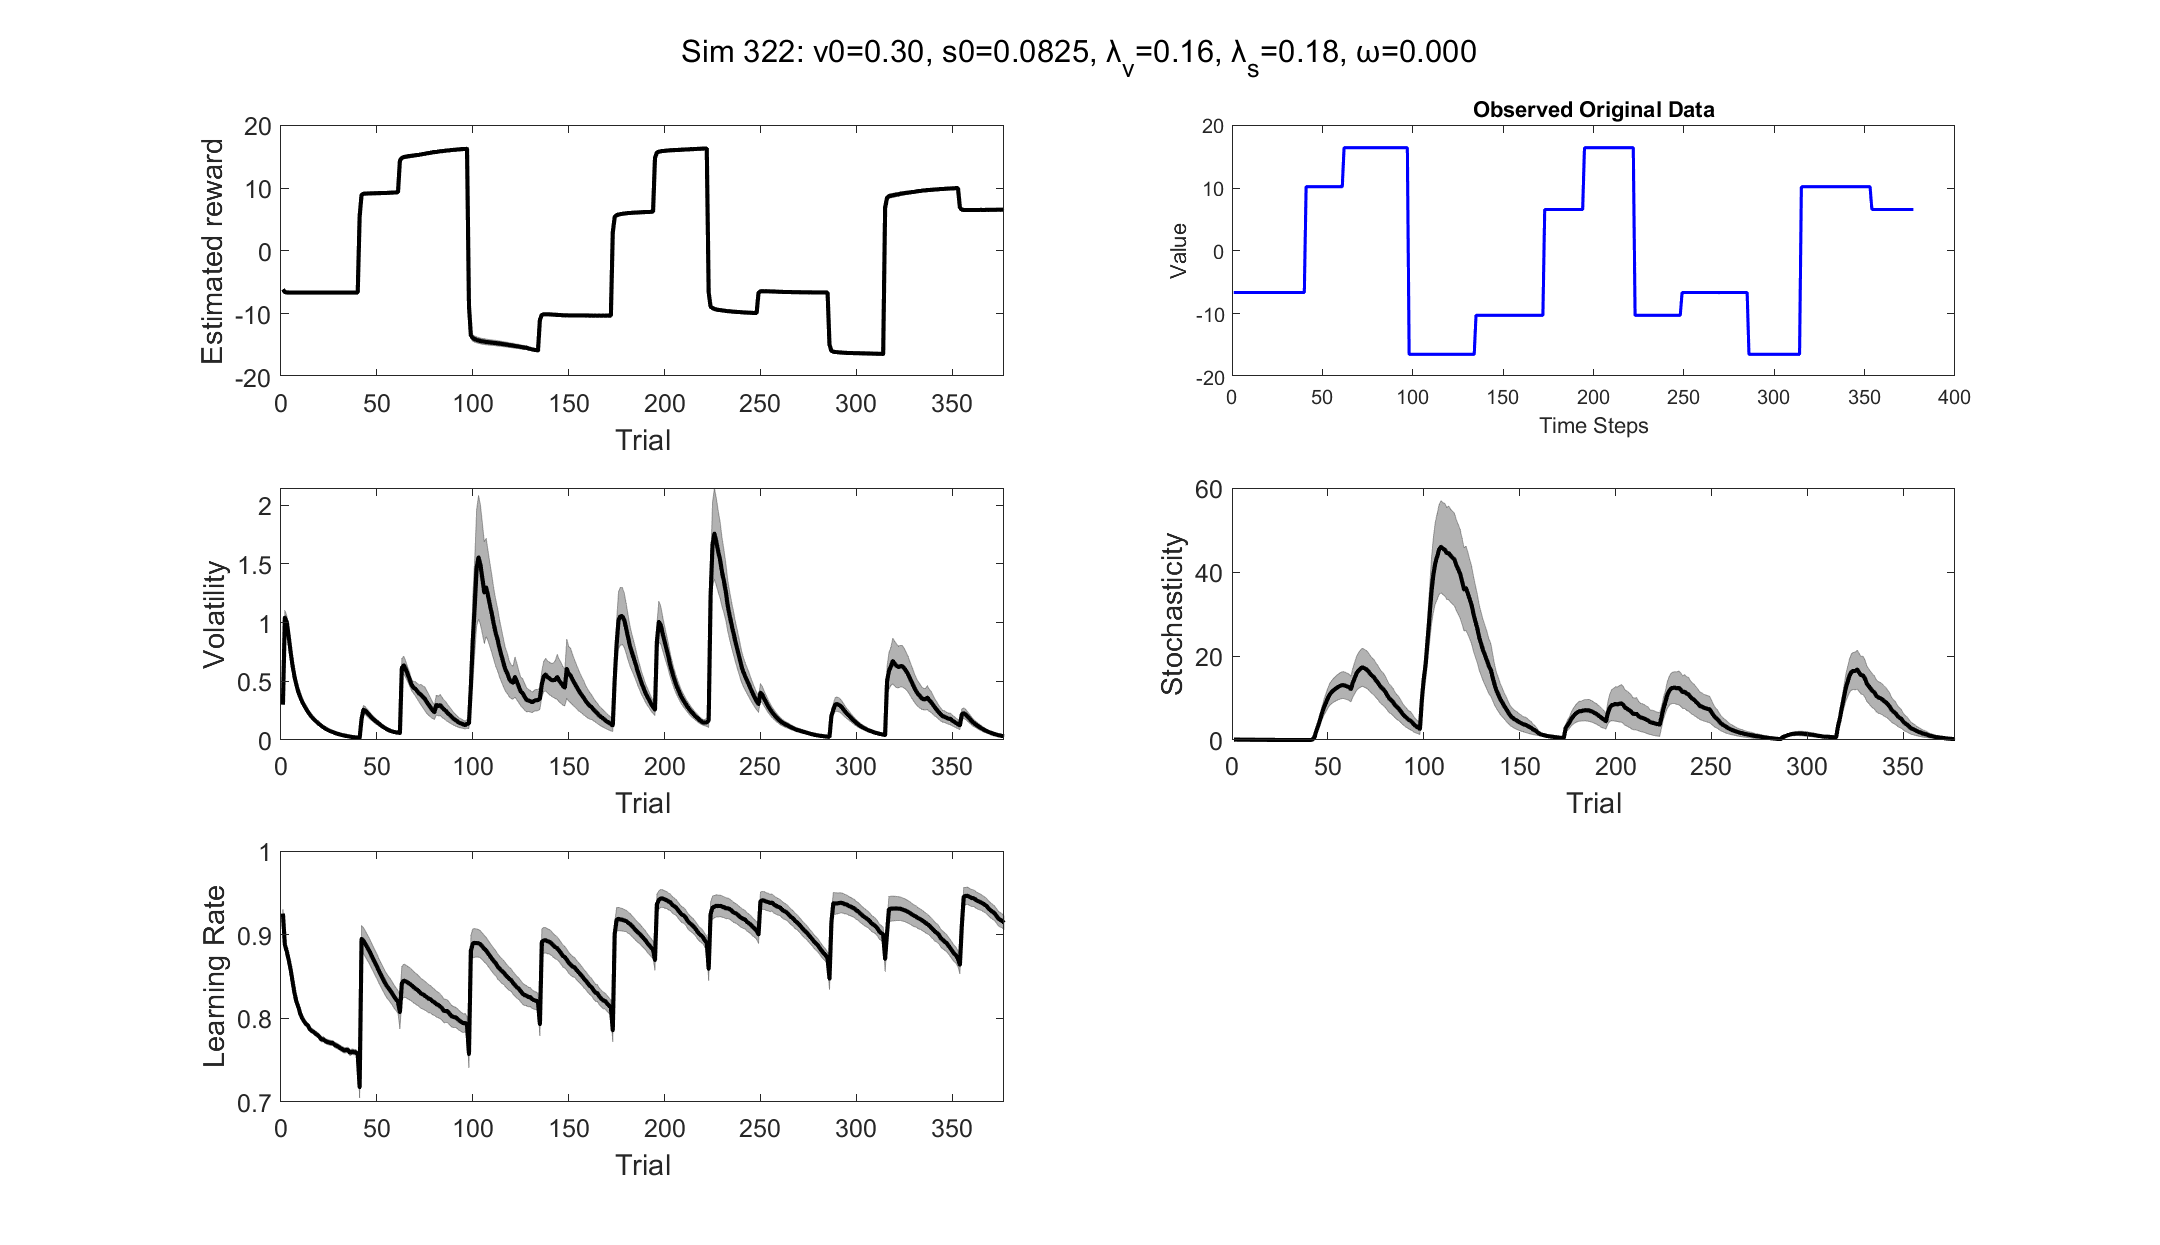 Sim 322: v0=0.30, s0=0.0825, λv=0.16, λs=0.18, ω=0.000
Estimated reward
20
10
0
-10
-20
0 50 100 150 200 250 300 350
Trial
Observed Original Data
Value
20
10
0
-10
-20
0 50 100 150 200 250 300 350 400
Time Steps
Volatility
2
1.5
1
0.5
0
0 50 100 150 200 250 300 350
Trial
Stochasticity
60
40
20
0
0 50 100 150 200 250 300 350
Trial
Learning Rate
1
0.9
0.8
0.7
0 50 100 150 200 250 300 350
Trial